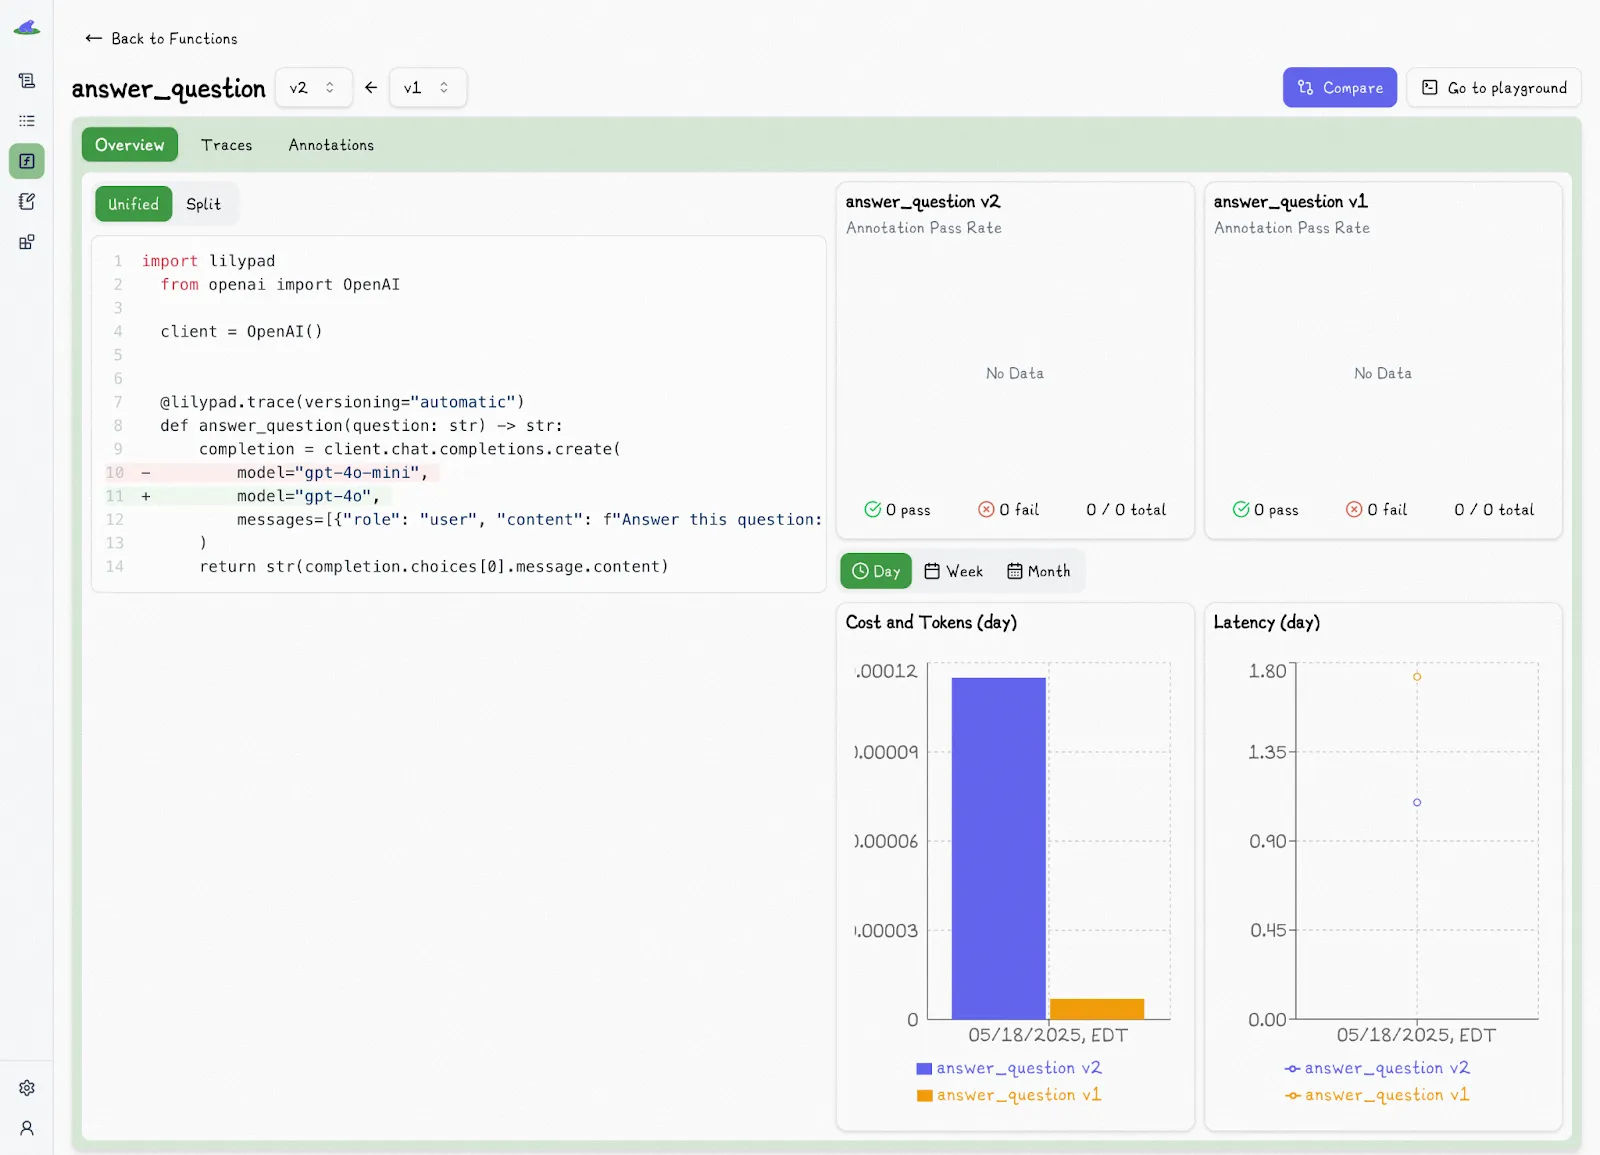 ← Back to Functions
answer_question v2 ← v1 Compare Go to playground
Overview Traces Annotations
Unified Split
1 import lilypad
2 from openai import OpenAI
3
4 client = OpenAI()
5
6
7 @lilypad.trace(versioning="automatic")
8 def answer_question(question: str) -> str:
9 completion = client.chat.completions.create(
10 - model="gpt-4o-mini",
11 + model="gpt-4o",
12 messages=[{"role": "user", "content": f"Answer this question:
13 )
14 return str(completion.choices[0].message.content)
answer_question v2
Annotation Pass Rate
No Data
0 pass 0 fail 0 / 0 total
answer_question v1
Annotation Pass Rate
No Data
0 pass 0 fail 0 / 0 total
Day Week Month
Cost and Tokens (day)
.00012
0.00009
0.00006
0.00003
0
05/18/2025, EDT
answer_question v2
answer_question v1
Latency (day)
1.80
1.35
0.90
0.45
0.00
05/18/2025, EDT
answer_question v2
answer_question v1